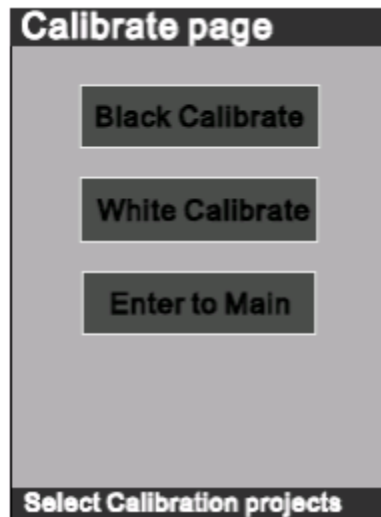 Calibrate page
Black Calibrate
White Calibrate
Enter to Main
Select Calibration projects